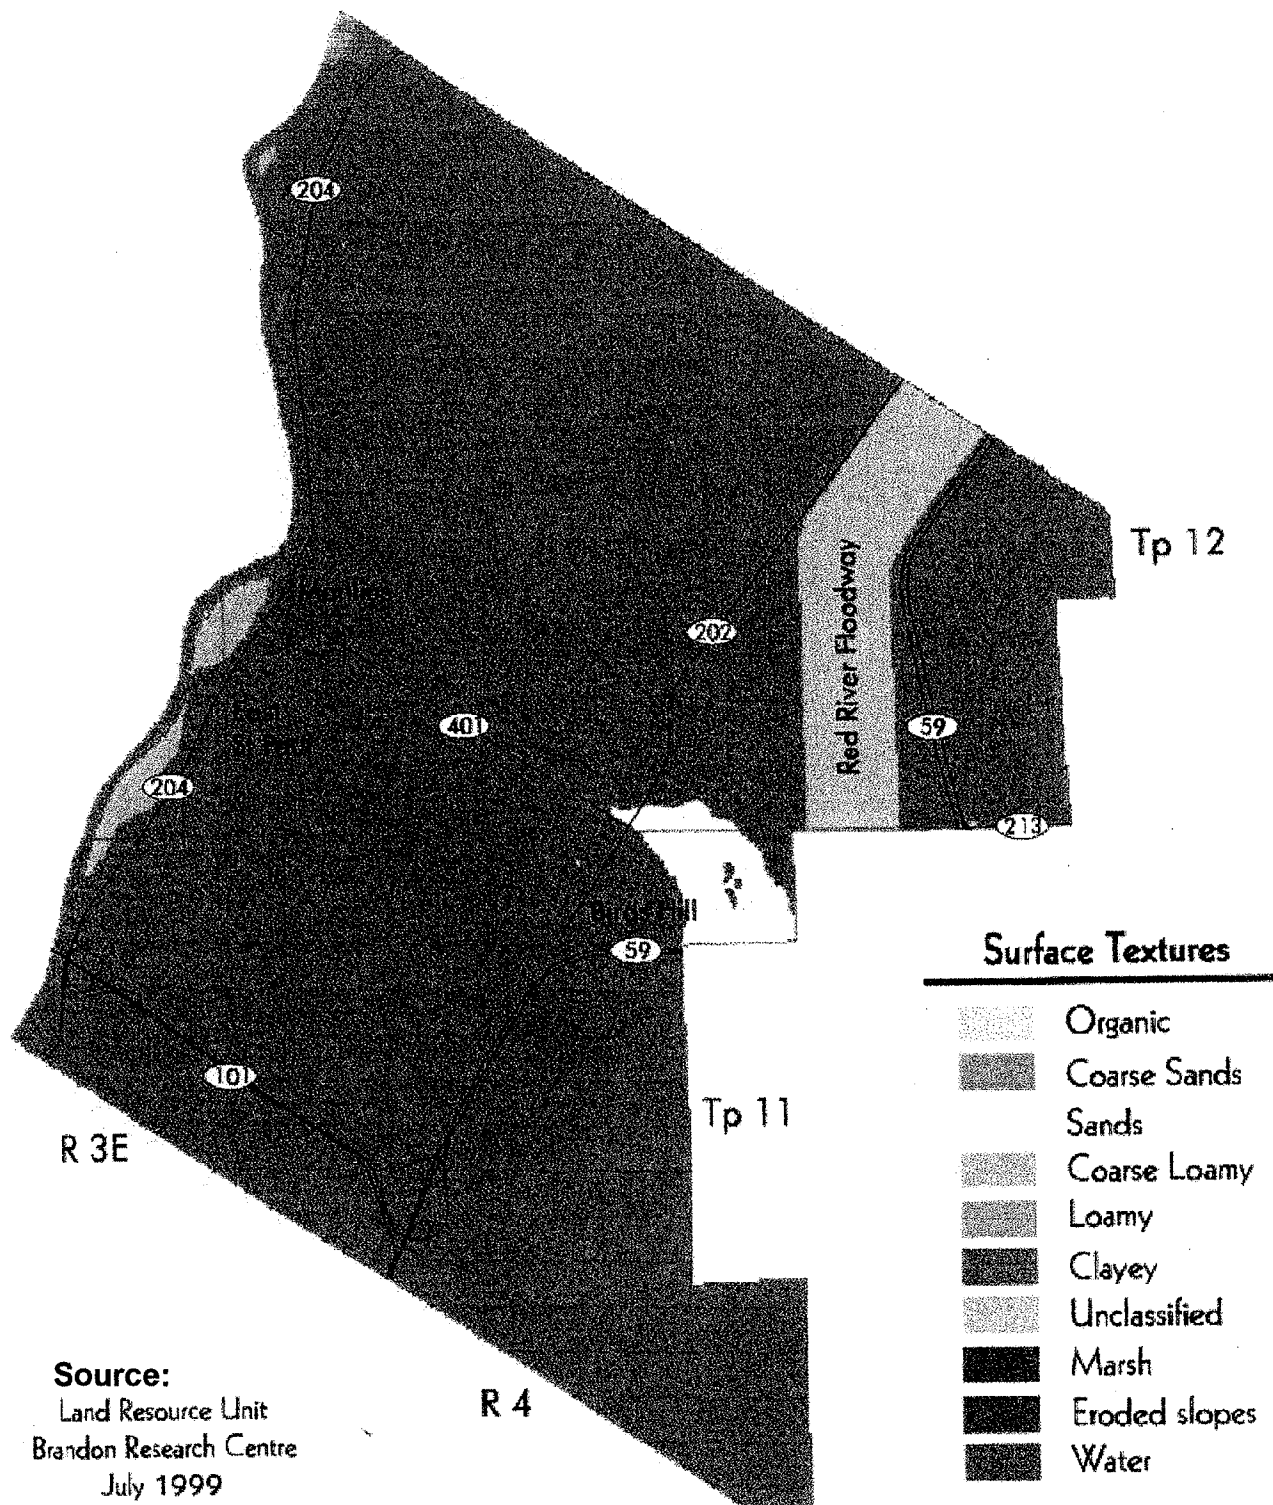 204
Tp 12
Red River Floodway
202
401
59
204
213
Birds Hill
59
Surface Textures
Organic
Coarse Sands
Sands
Coarse Loamy
Loamy
Clayey
Unclassified
Marsh
Eroded slopes
Water
101
Tp 11
R 3E
R 4
Source:
Land Resource Unit
Brandon Research Centre
July 1999